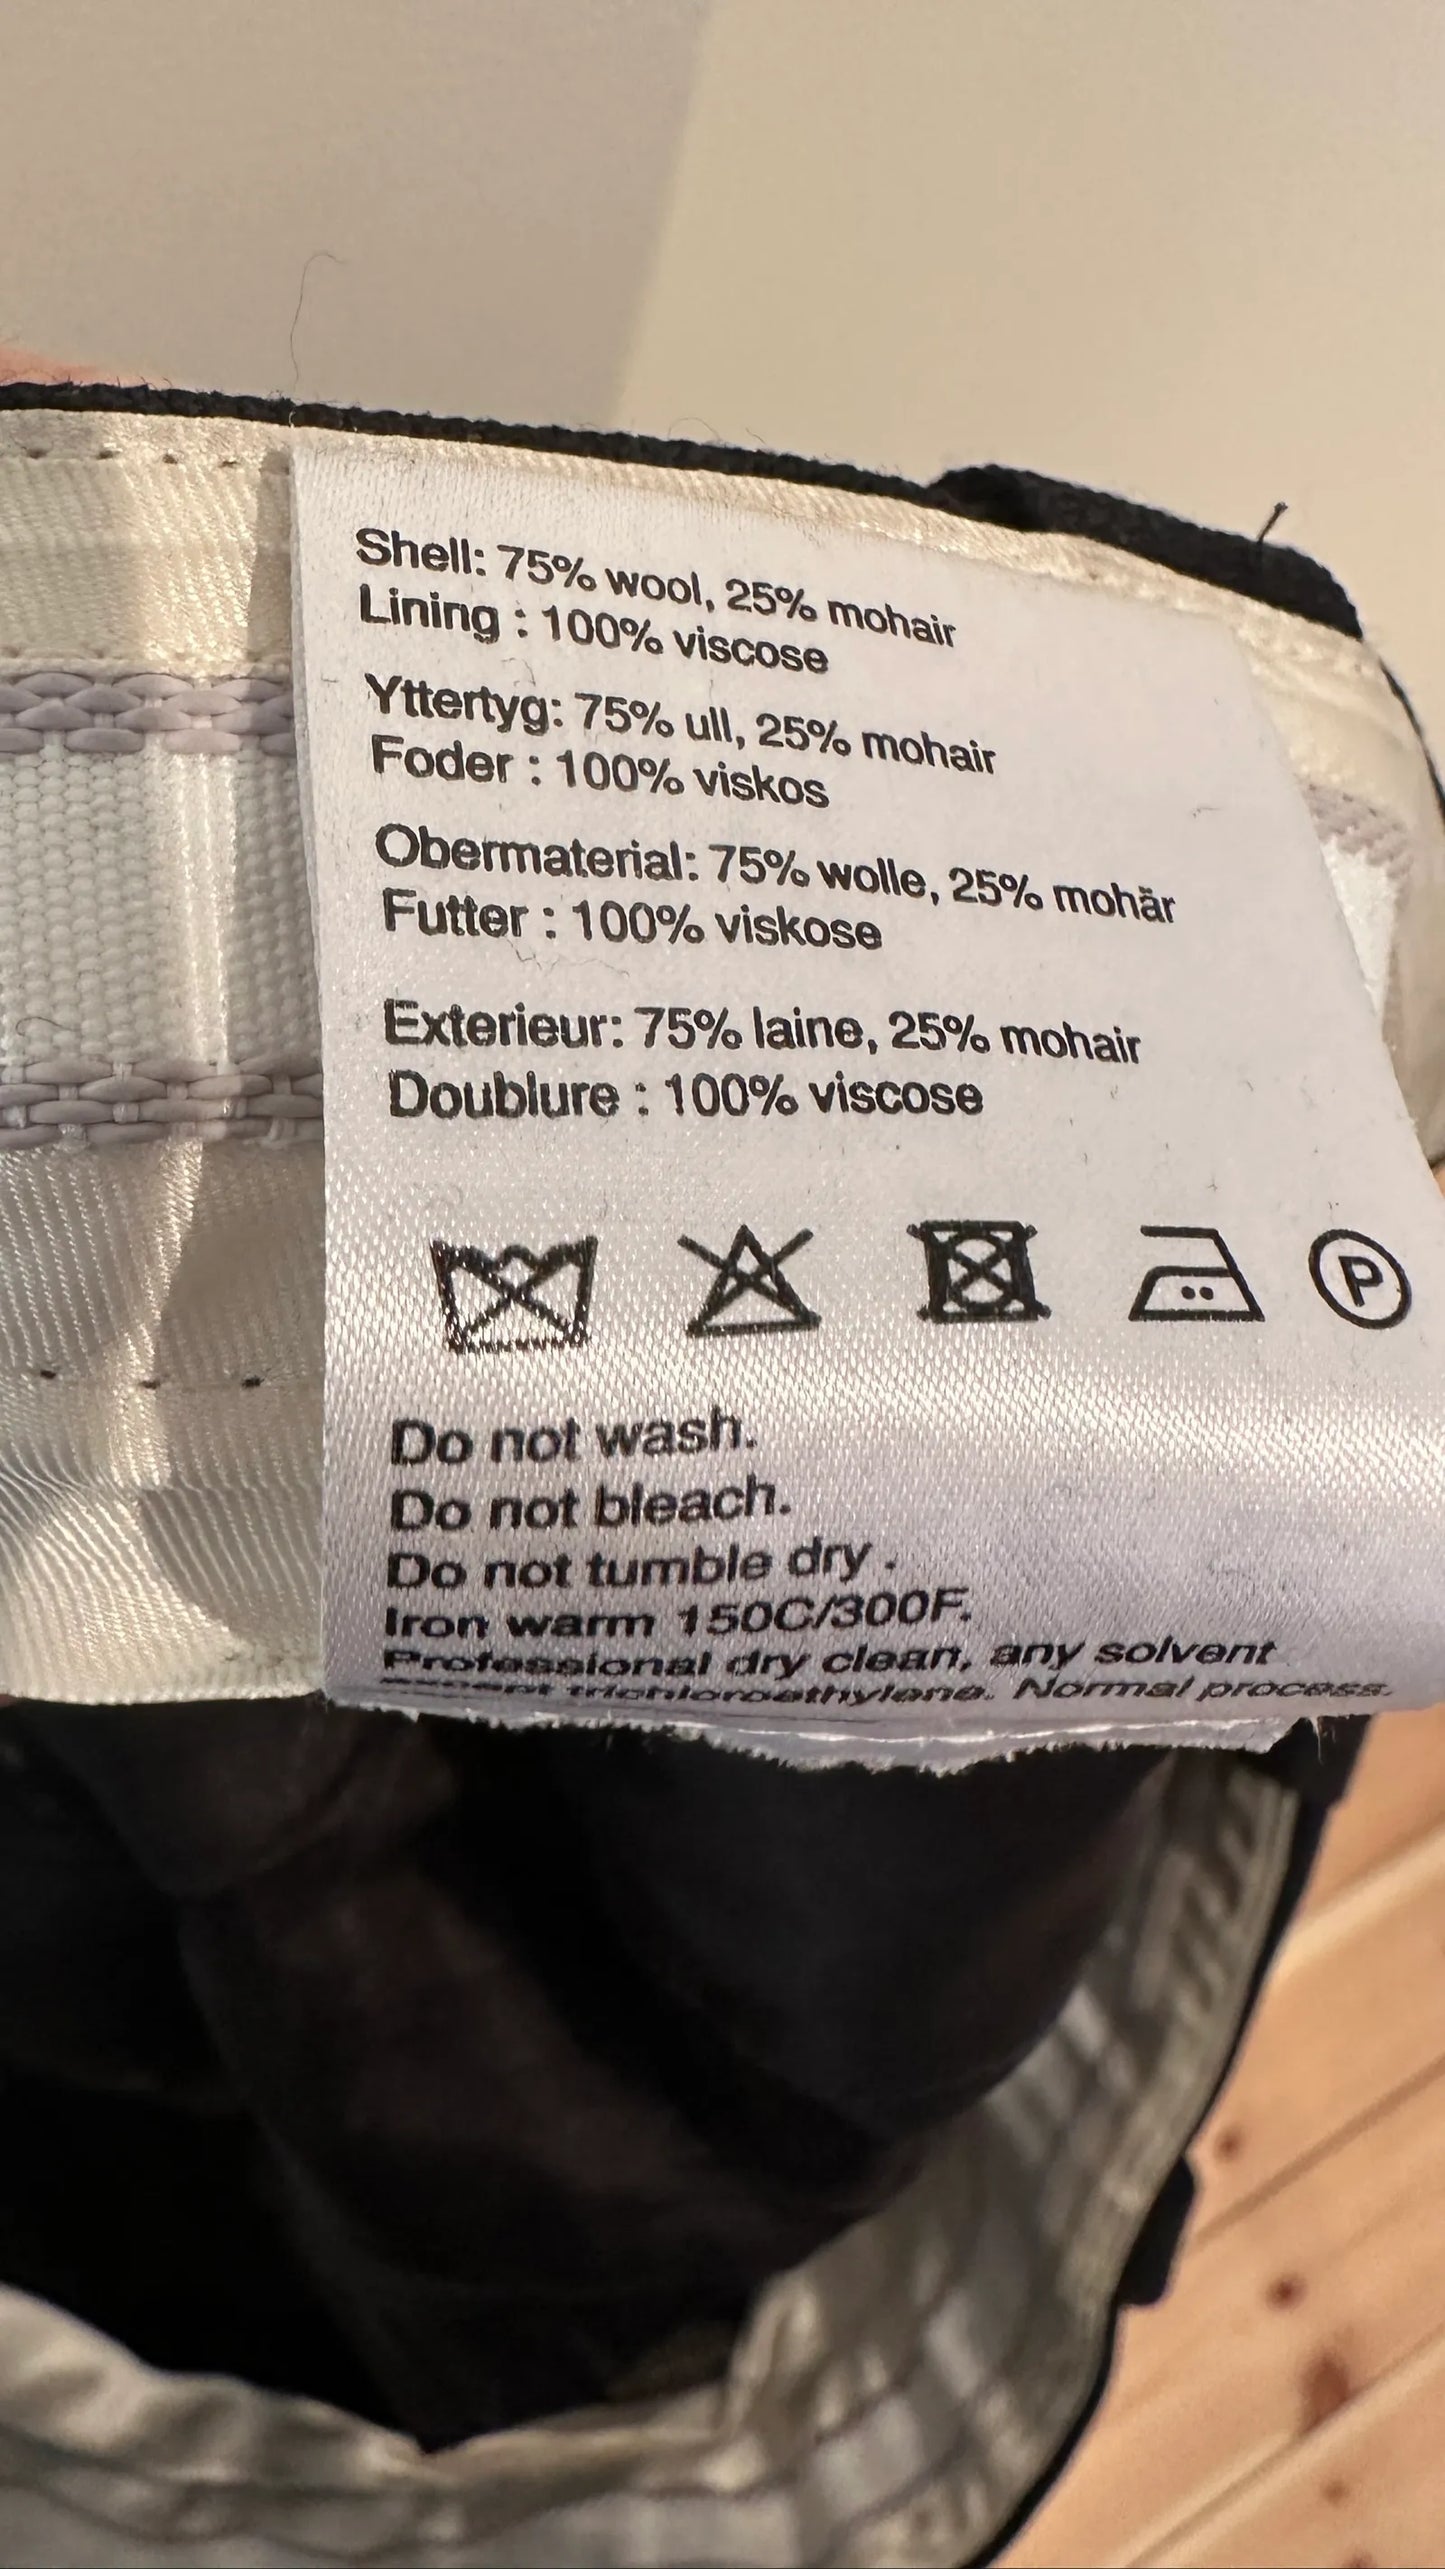 Shell: 75% wool, 25% mohair
Lining : 100% viscose
Yttertyg: 75% ull, 25% mohair
Foder : 100% viskos
Obermaterial: 75% wolle, 25% mohär
Futter : 100% viskose
Exterieur: 75% laine, 25% mohair
Doublure : 100% viscose
P
Do not wash.
Do not bleach.
Do not tumble dry .
Iron warm 150C/300F.
Professional dry clean, any solvent
except trichloroethylene. Normal process.